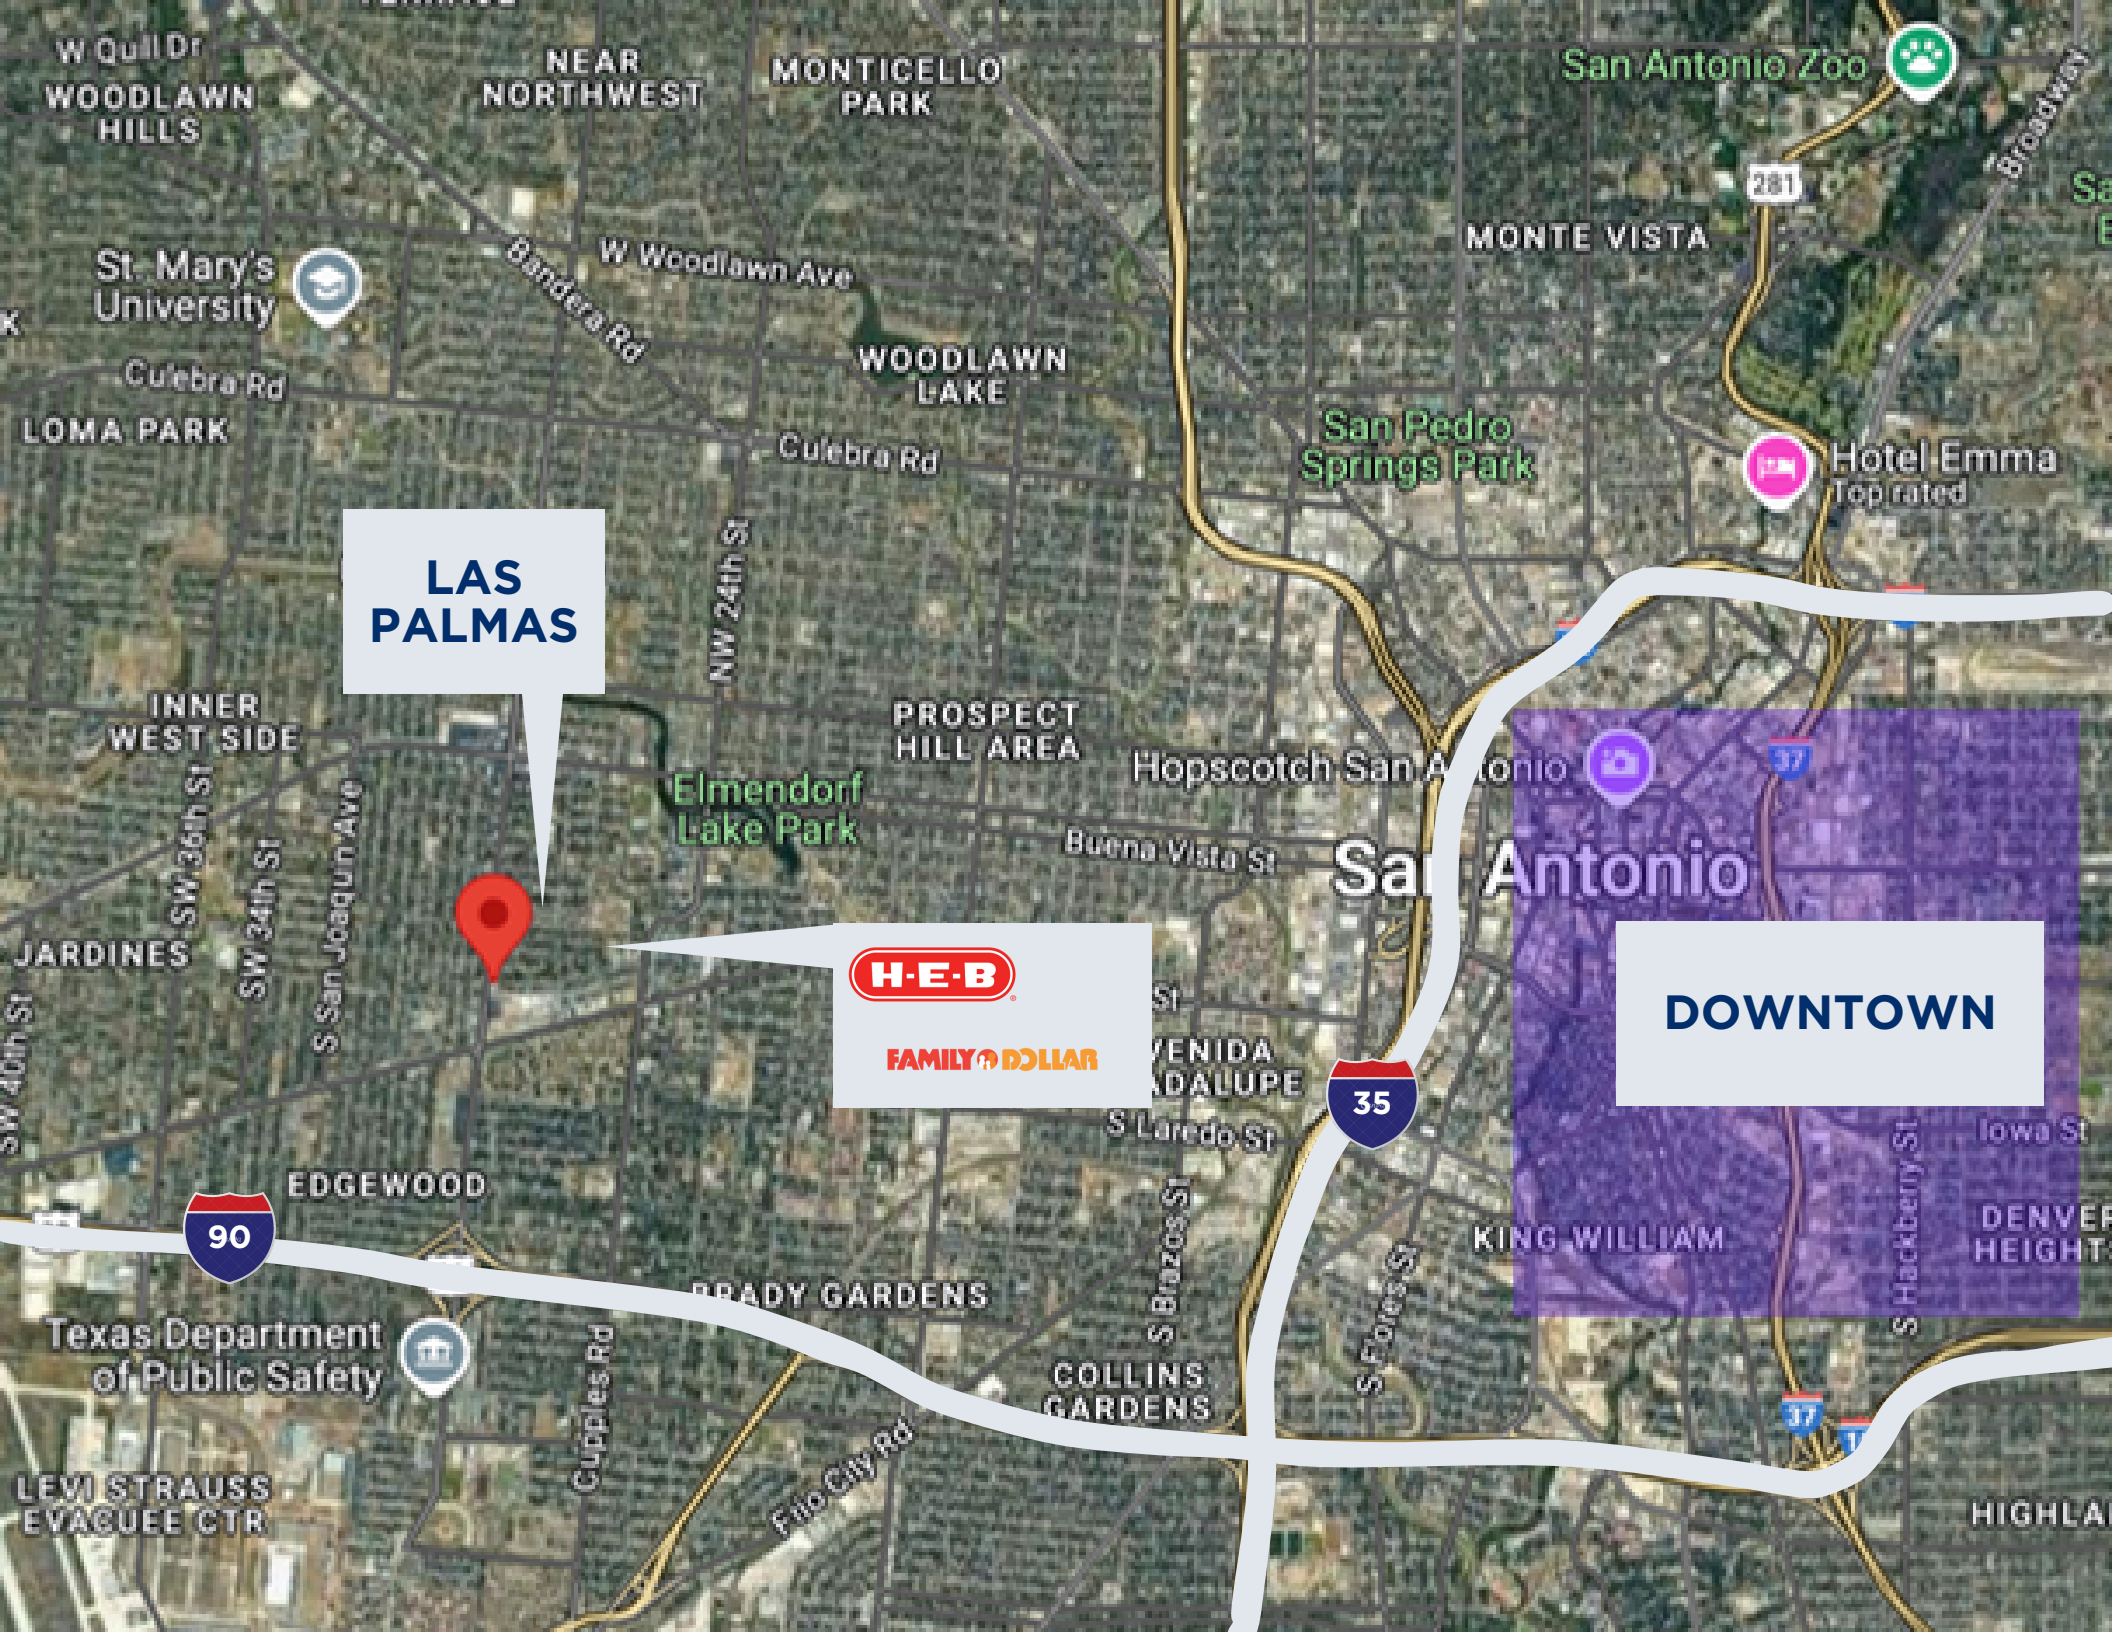 W Quill Dr
WOODLAWN
HILLS
NEAR
NORTHWEST
MONTICELLO
PARK
San Antonio Zoo
Broadway
281
MONTE VISTA
St. Mary's
University
Bandera Rd
W Woodlawn Ave
WOODLAWN
LAKE
Culebra Rd
LOMA PARK
Culebra Rd
San Pedro
Springs Park
Hotel Emma
Top rated
LAS
PALMAS
NW 24th St
INNER
WEST SIDE
PROSPECT
HILL AREA
Hopscotch San Antonio
37
Elmendorf
Lake Park
SW 36th St
SW 34th St
S San Joaquin Ave
Buena Vista St
San Antonio
JARDINES
H-E-B
®
FAMILY DOLLAR
St
DOWNTOWN
SW 40th St
VENIDA
ADALUPE
35
S Laredo St
Iowa St
EDGEWOOD
90
S Brazos St
S Flores St
KING WILLIAM
S Hackberry St
DENVER
HEIGHTS
BRADY GARDENS
Texas Department
of Public Safety
Cupples Rd
COLLINS
GARDENS
37
Frio City Rd
LEVI STRAUSS
EVACUEE CTR
HIGHLA